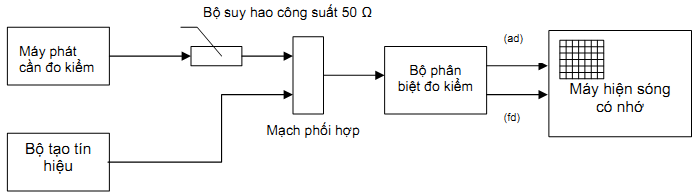 Bộ suy hao công suất 50 Ω
Máy phát
cần đo kiểm
Bộ phân
biệt đo kiểm
(ad)
(fd)
Máy hiện sóng
có nhớ
Mạch phối hợp
Bộ tạo tín
hiệu